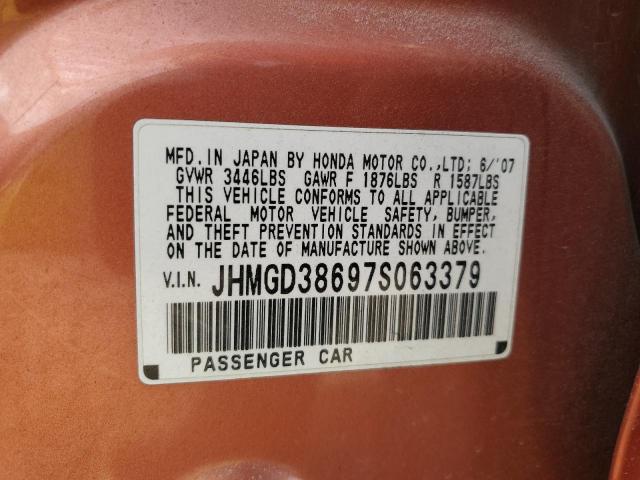 MFD. IN JAPAN BY HONDA MOTOR CO.,LTD; 6/'07
GVWR 3446LBS GAWR F 1876LBS R 1587LBS
THIS VEHICLE CONFORMS TO ALL APPLICABLE
FEDERAL MOTOR VEHICLE SAFETY, BUMPER,
AND THEFT PREVENTION STANDARDS IN EFFECT
ON THE DATE OF MANUFACTURE SHOWN ABOVE.
V.I.N. JHMGD38697S063379
PASSENGER CAR